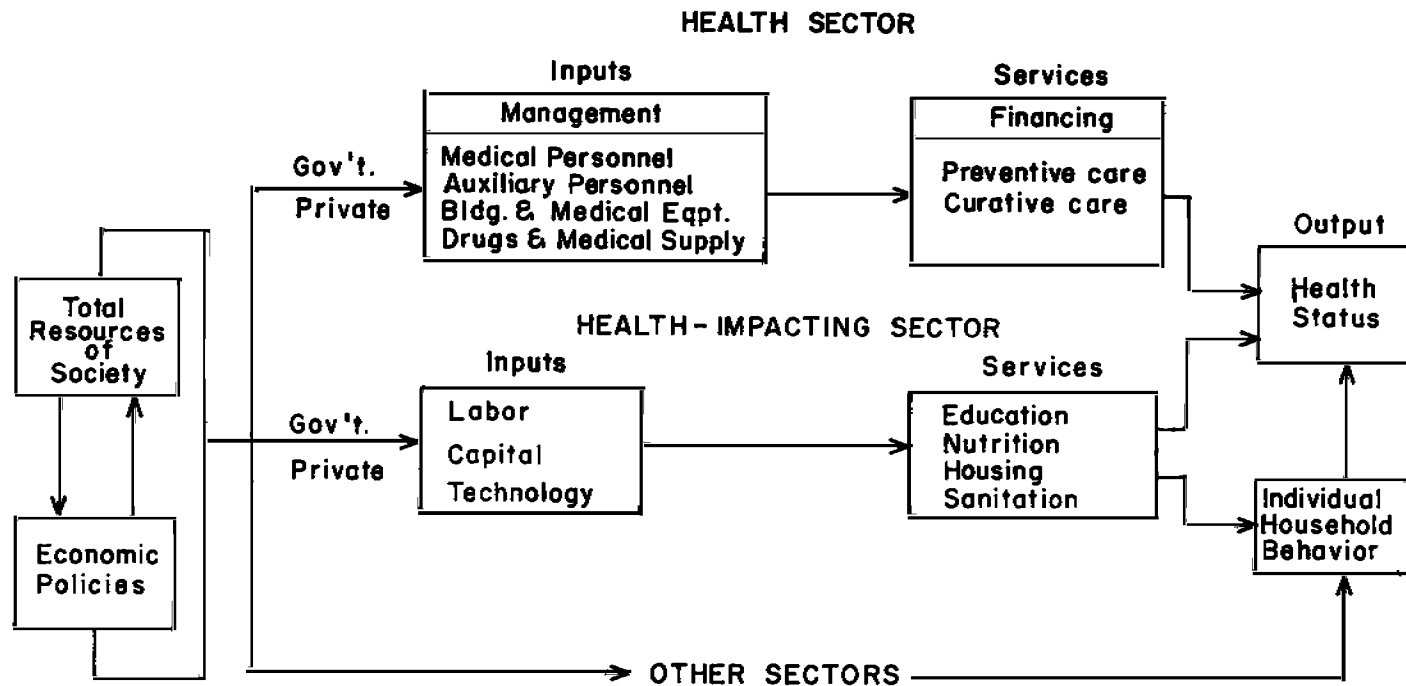 HEALTH SECTOR
Inputs
Management
Medical Personnel
Auxiliary Personnel
Bldg. & Medical Eqpt.
Drugs & Medical Supply
Services
Financing
Preventive care
Curative care
Gov't.
Private
Output
Health
Status
Total
Resources
of
Society
Economic
Policies
HEALTH-IMPACTING SECTOR
Inputs
Labor
Capital
Technology
Services
Education
Nutrition
Housing
Sanitation
Gov't.
Private
Individual
Household
Behavior
OTHER SECTORS